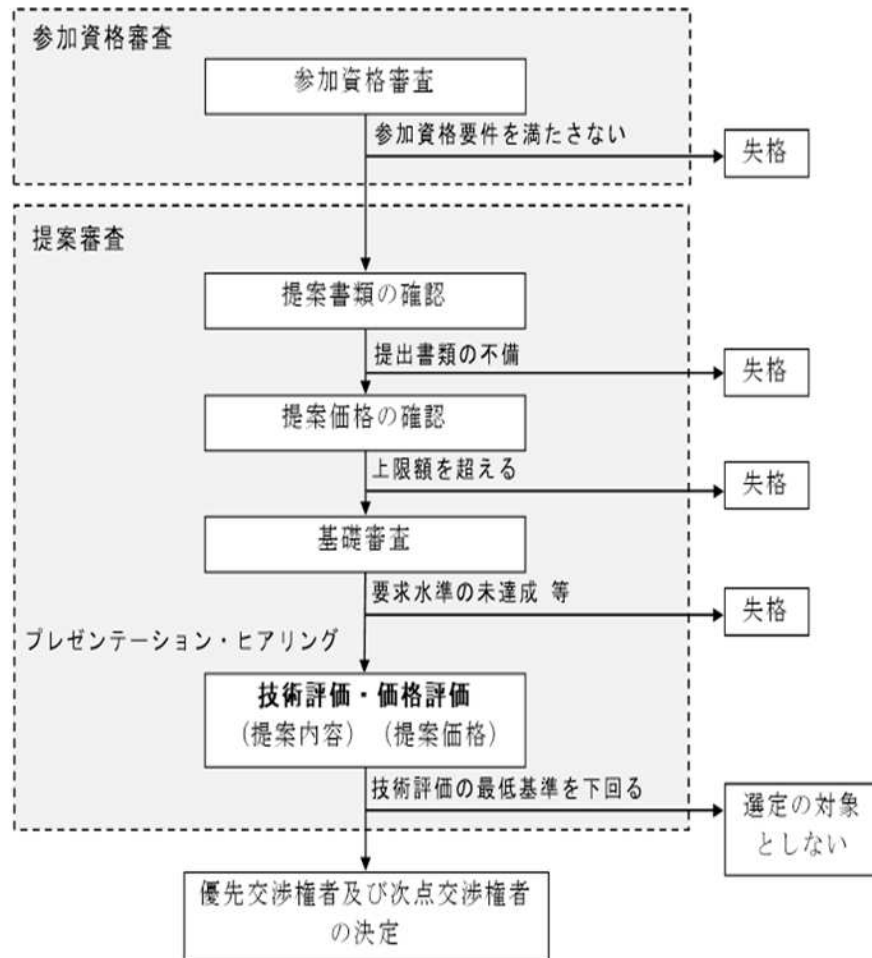 参加資格審査
参加資格審査
参加資格要件を満たさない
失格
提案審査
提案書類の確認
提出書類の不備
失格
提案価格の確認
上限額を超える
失格
基礎審査
要求水準の未達成 等
失格
プレゼンテーション・ヒアリング
技術評価・価格評価
(提案内容) (提案価格)
技術評価の最低基準を下回る
選定の対象
としない
優先交渉権者及び次点交渉権者
の決定